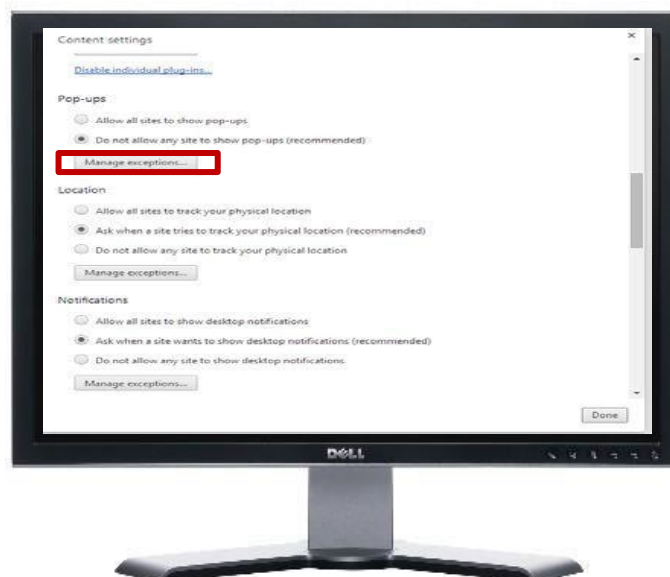 Content settings
Disable individual plug-ins...
Pop-ups
Allow all sites to show pop-ups
Do not allow any site to show pop-ups (recommended)
Manage exceptions...
Location
Allow all sites to track your physical location
Ask when a site tries to track your physical location (recommended)
Do not allow any site to track your physical location
Manage exceptions...
Notifications
Allow all sites to show desktop notifications
Ask when a site wants to show desktop notifications (recommended)
Do not allow any site to show desktop notifications
Manage exceptions...
Done
DELL